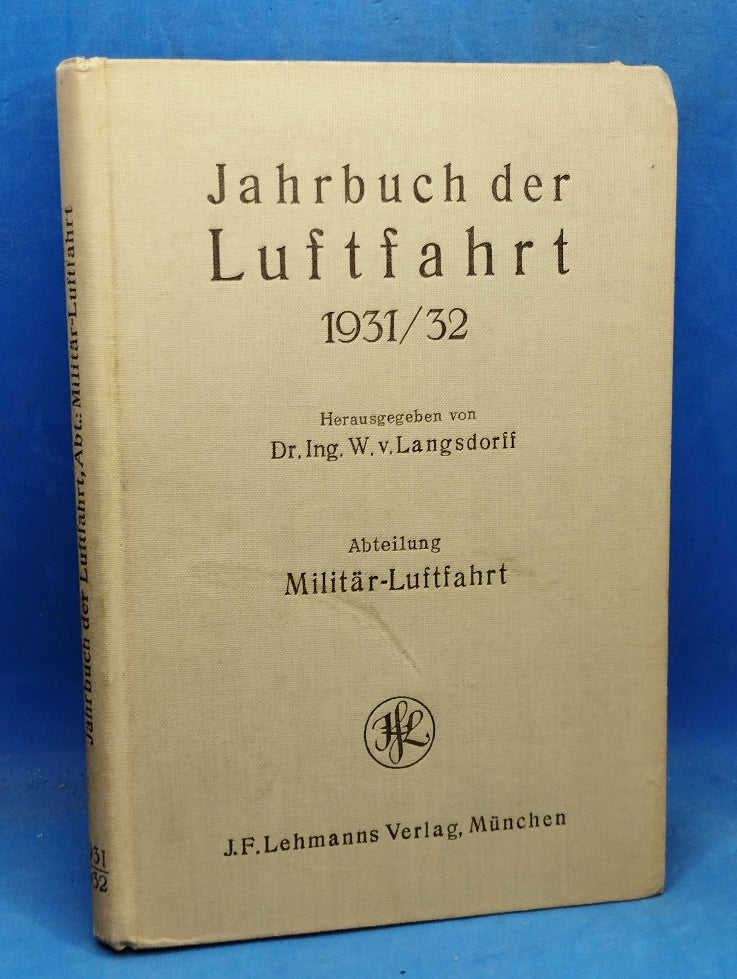 Jahrbuch der
Luftfahrt
1931/32
Herausgegeben von
Dr. Ing. W. v. Langsdorff
Abteilung
Militär-Luftfahrt
JFL
J. F. Lehmanns Verlag, München
Jahrbuch der Luftfahrt, Abt.: Militär-Luftfahrt
931
32